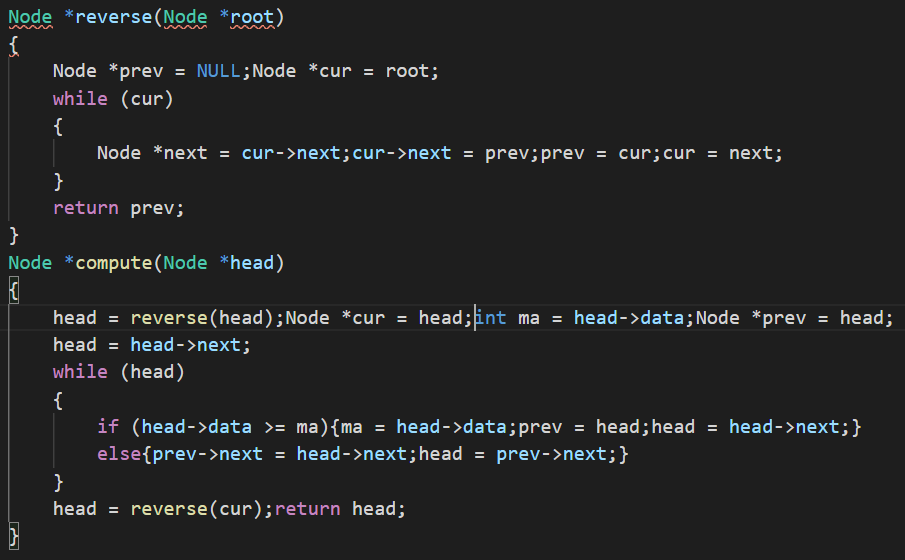 Node *reverse(Node *root)
{
    Node *prev = NULL;Node *cur = root;
    while (cur)
    {
        Node *next = cur->next;cur->next = prev;prev = cur;cur = next;
    }
    return prev;
}
Node *compute(Node *head)
{
    head = reverse(head);Node *cur = head;int ma = head->data;Node *prev = head;
    head = head->next;
    while (head)
    {
        if (head->data >= ma){ma = head->data;prev = head;head = head->next;}
        else{prev->next = head->next;head = prev->next;}
    }
    head = reverse(cur);return head;
}